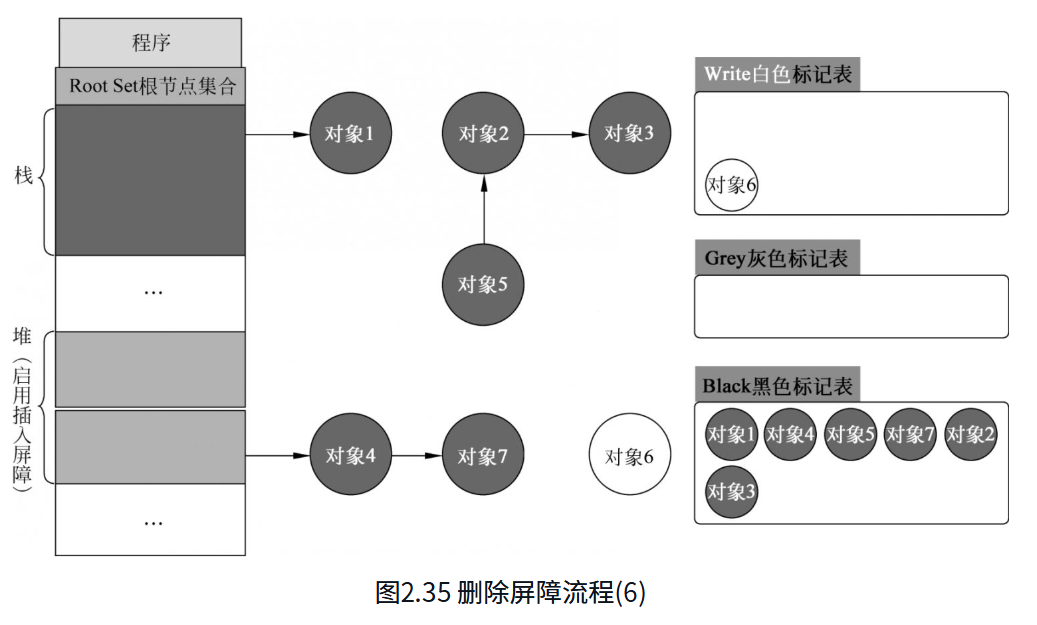 程序
Root Set根节点集合
栈
...
堆（启用插入屏障）
...
对象1
对象2
对象3
对象5
对象4
对象7
对象6
Write白色标记表
对象6
Grey灰色标记表
Black黑色标记表
对象1 对象4 对象5 对象7 对象2
对象3
图2.35 删除屏障流程(6)